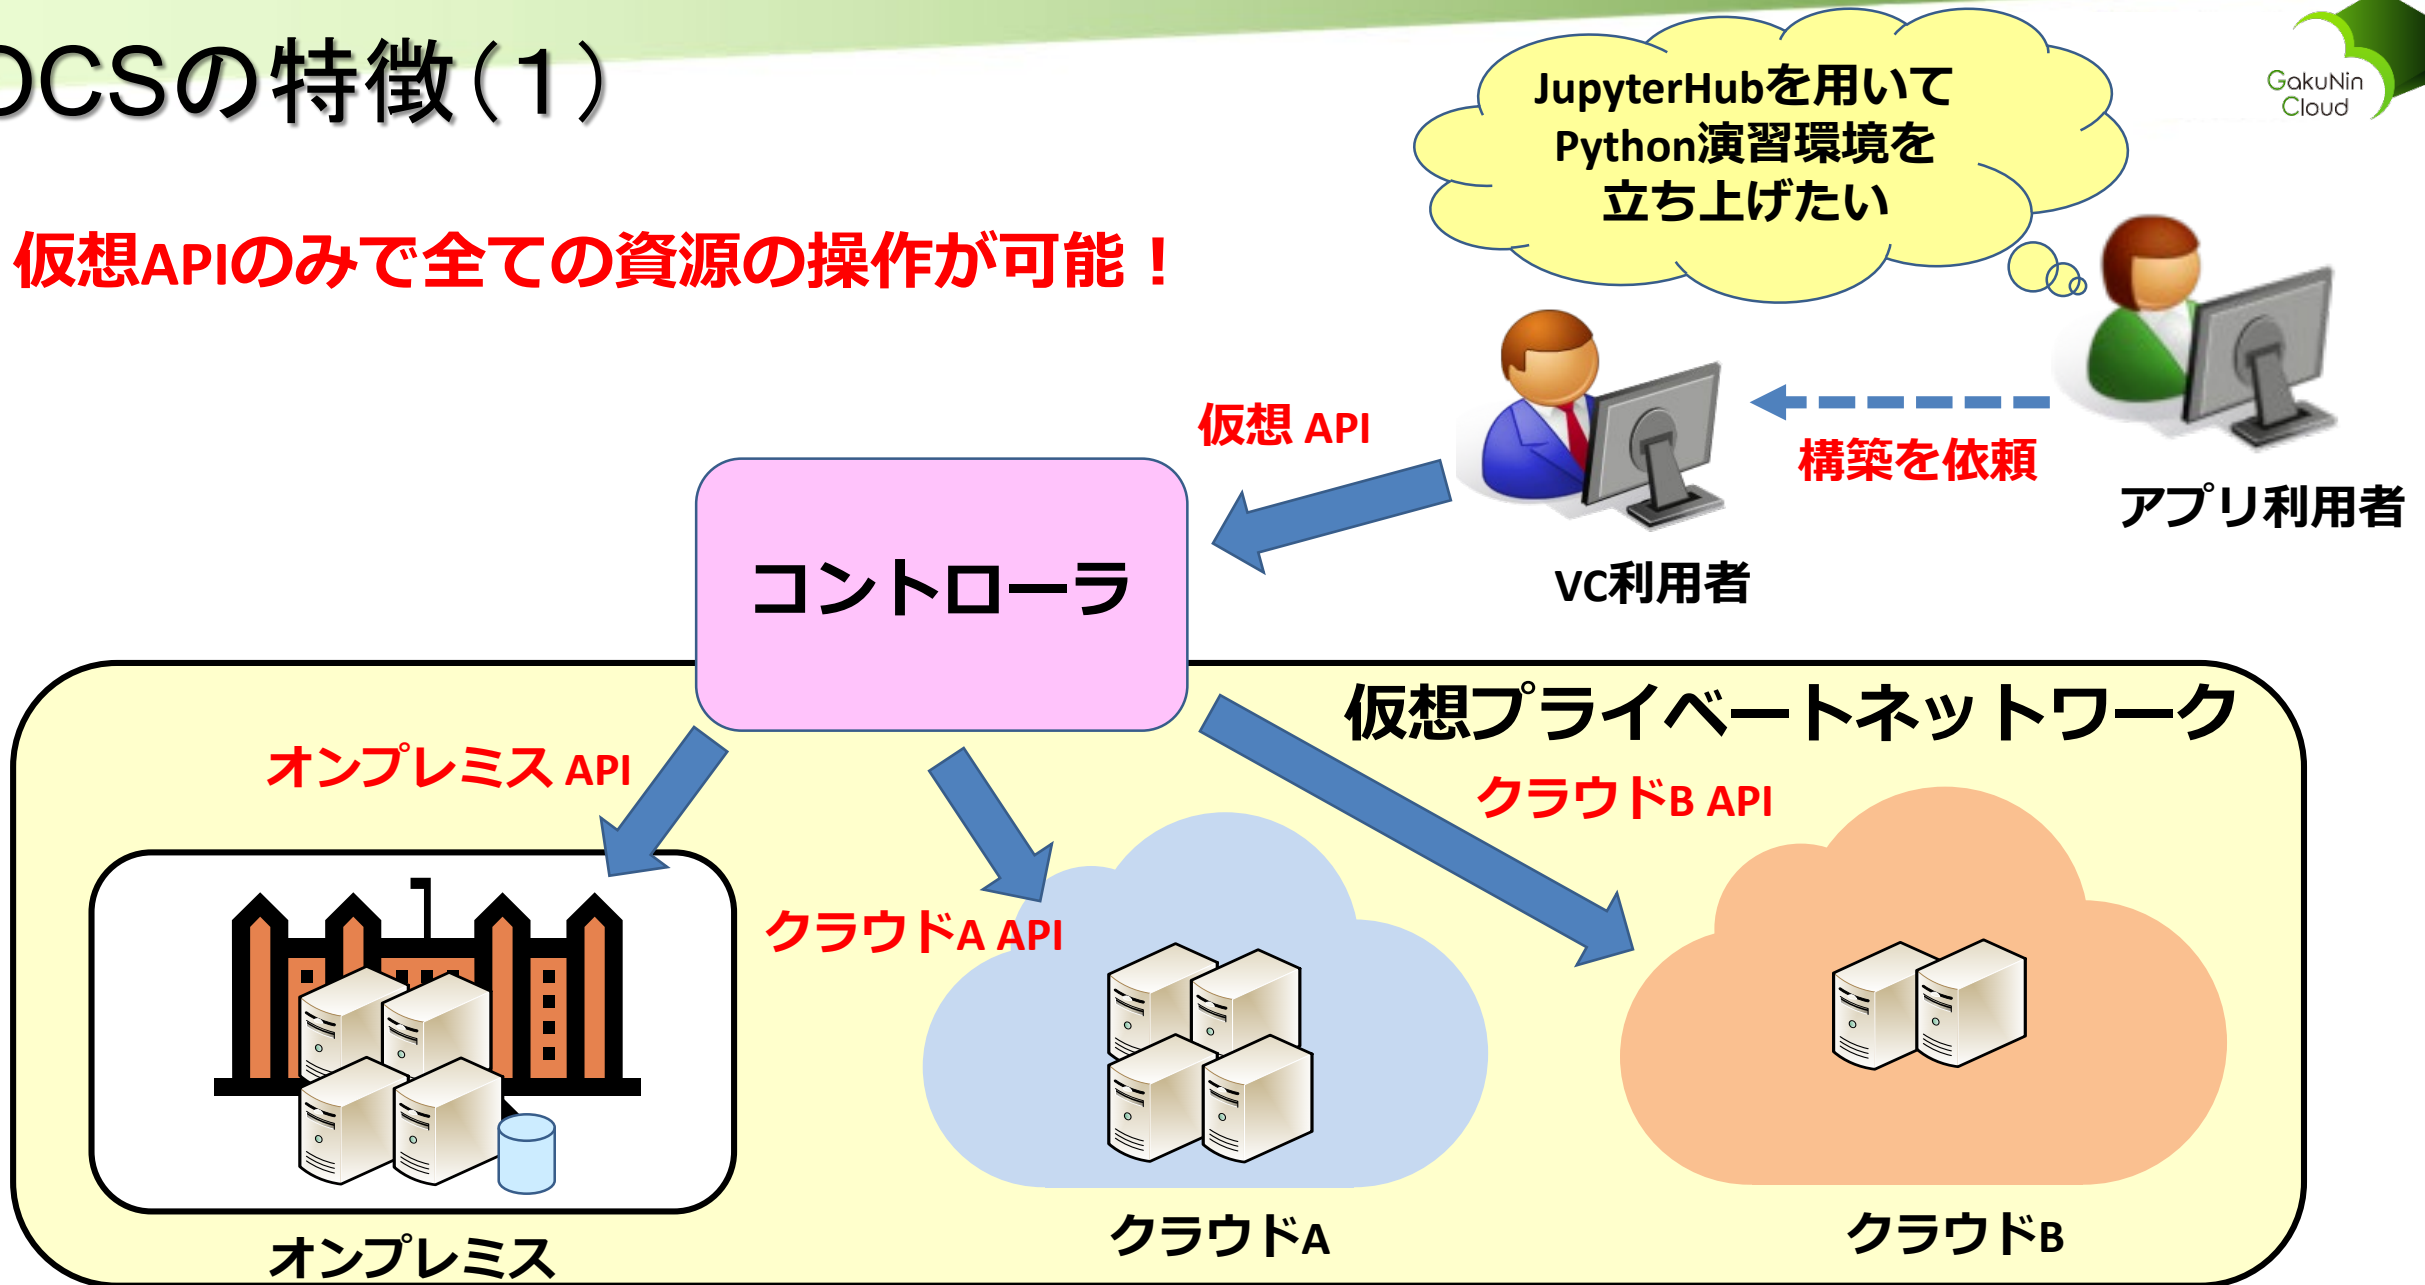 OCSの特徴(1)
GakuNin
Cloud
JupyterHubを用いて
Python演習環境を
立ち上げたい
仮想APIのみで全ての資源の操作が可能！
仮想 API
構築を依頼
アプリ利用者
VC利用者
コントローラ
仮想プライベートネットワーク
オンプレミス API
クラウドB API
クラウドA API
オンプレミス
クラウドA
クラウドB